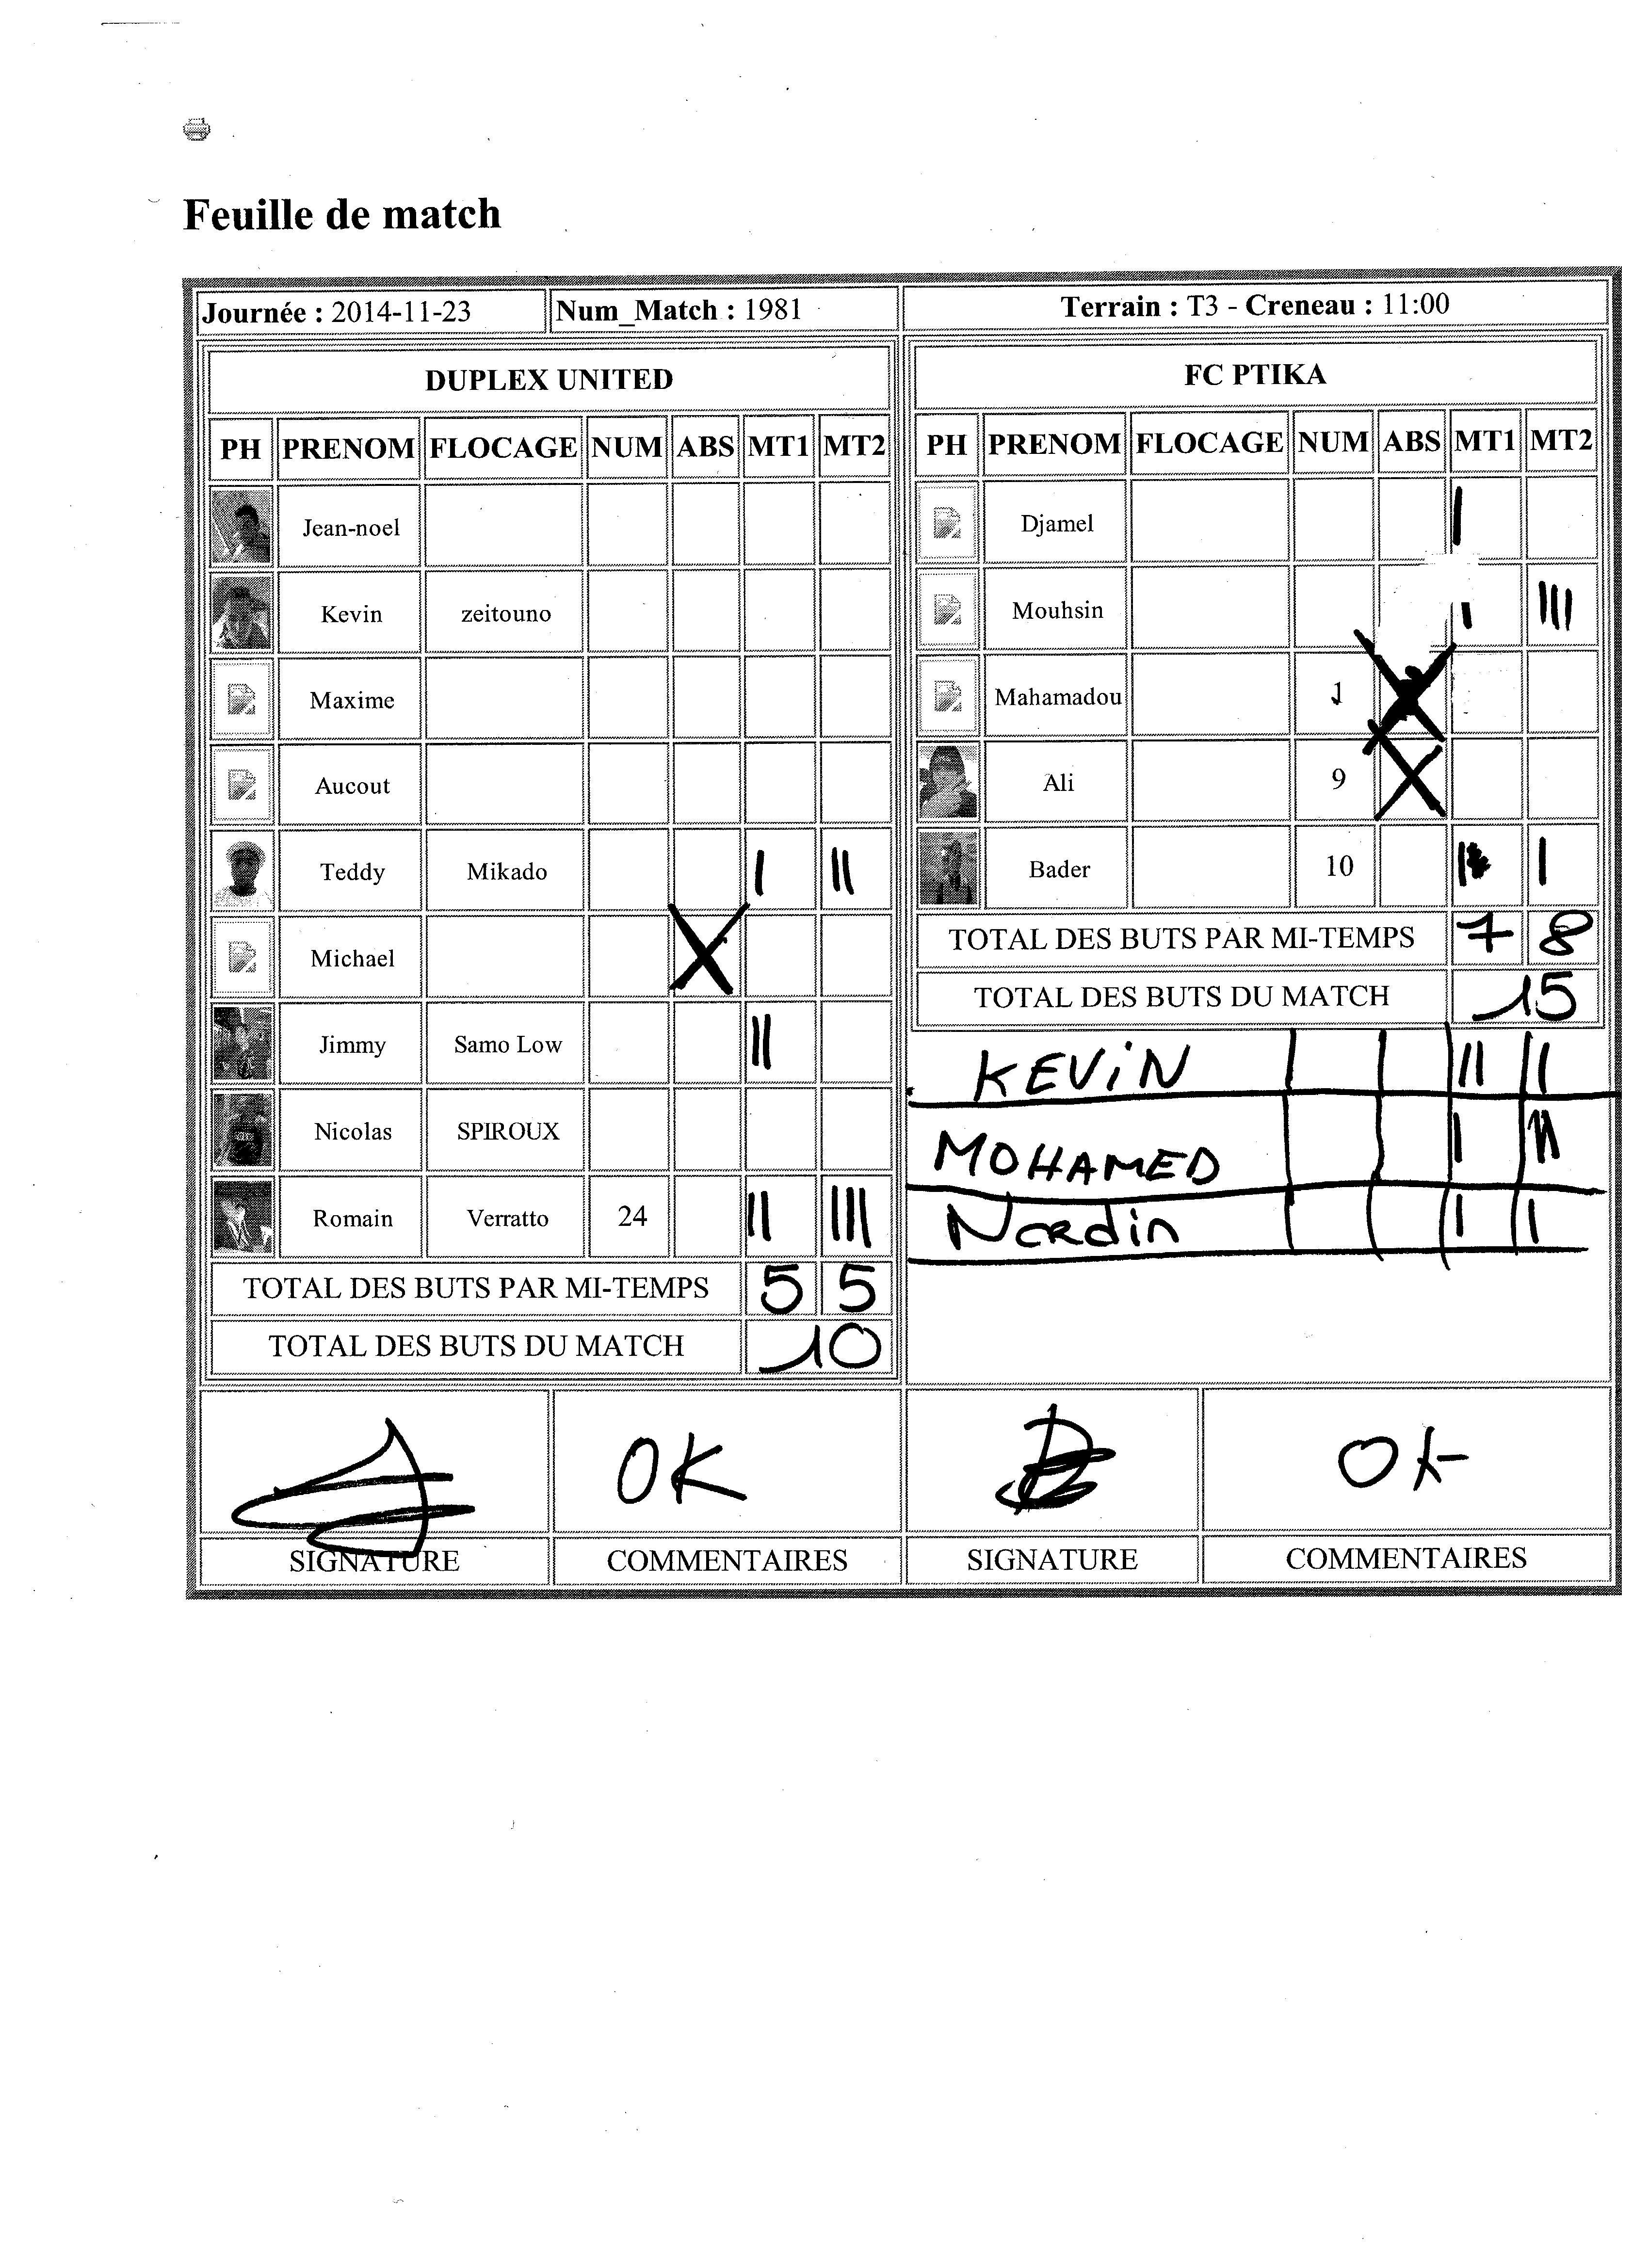 Feuille de match
Journée : 2014-11-23 Num_Match : 1981 Terrain : T3 - Creneau : 11:00
DUPLEX UNITED
PH PRENOM FLOCAGE NUM ABS MT1 MT2
Jean-noel
Kevin zeitouno
Maxime
Aucout
Teddy Mikado I II
Michael X
Jimmy Samo Low II
Nicolas SPIROUX
Romain Verratto 24 II III
TOTAL DES BUTS PAR MI-TEMPS 5 5
TOTAL DES BUTS DU MATCH 10
FC PTIKA
PH PRENOM FLOCAGE NUM ABS MT1 MT2
Djamel I
Mouhsin I III
Mahamadou 1 X
Ali 9 X
Bader 10 I I
TOTAL DES BUTS PAR MI-TEMPS 7 8
TOTAL DES BUTS DU MATCH 15
KEViN II II
MOHAMED I II
Nordin I I
OK
OK
SIGNATURE COMMENTAIRES SIGNATURE COMMENTAIRES